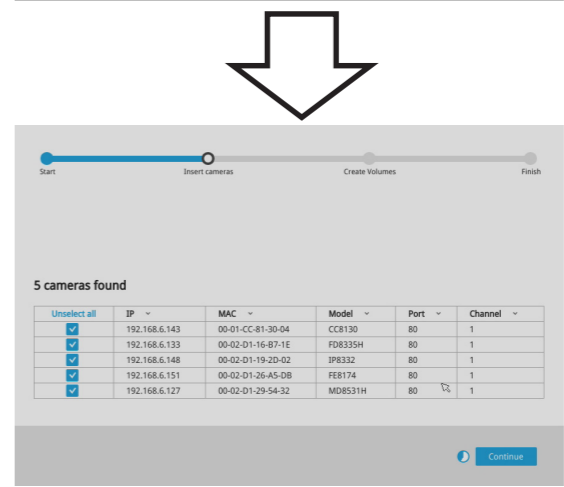 Start Insert cameras Create Volumes Finish
5 cameras found
Unselect all IP MAC Model Port Channel
192.168.6.143 00-01-CC-81-30-04 CC8130 80 1
192.168.6.133 00-02-D1-16-B7-1E FD8335H 80 1
192.168.6.148 00-02-D1-19-2D-02 IP8332 80 1
192.168.6.151 00-02-D1-26-A5-DB FE8174 80 1
192.168.6.127 00-02-D1-29-54-32 MD8531H 80 1
Continue